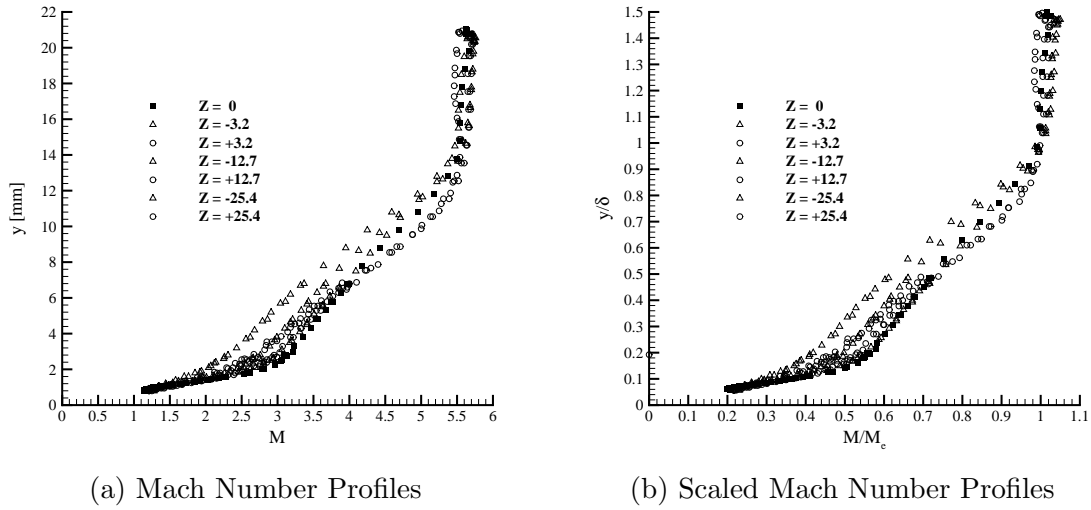 22
20
18
16
14
12
10
8
6
4
2
0
y [mm]
Z = 0
Z = -3.2
Z = +3.2
Z = -12.7
Z = +12.7
Z = -25.4
Z = +25.4
0 0.5 1 1.5 2 2.5 3 3.5 4 4.5 5 5.5 6
M
(a) Mach Number Profiles
1.5
1.4
1.3
1.2
1.1
1
0.9
0.8
0.7
0.6
0.5
0.4
0.3
0.2
0.1
0
y/δ
Z = 0
Z = -3.2
Z = +3.2
Z = -12.7
Z = +12.7
Z = -25.4
Z = +25.4
0 0.1 0.2 0.3 0.4 0.5 0.6 0.7 0.8 0.9 1 1.1
M/Me
(b) Scaled Mach Number Profiles